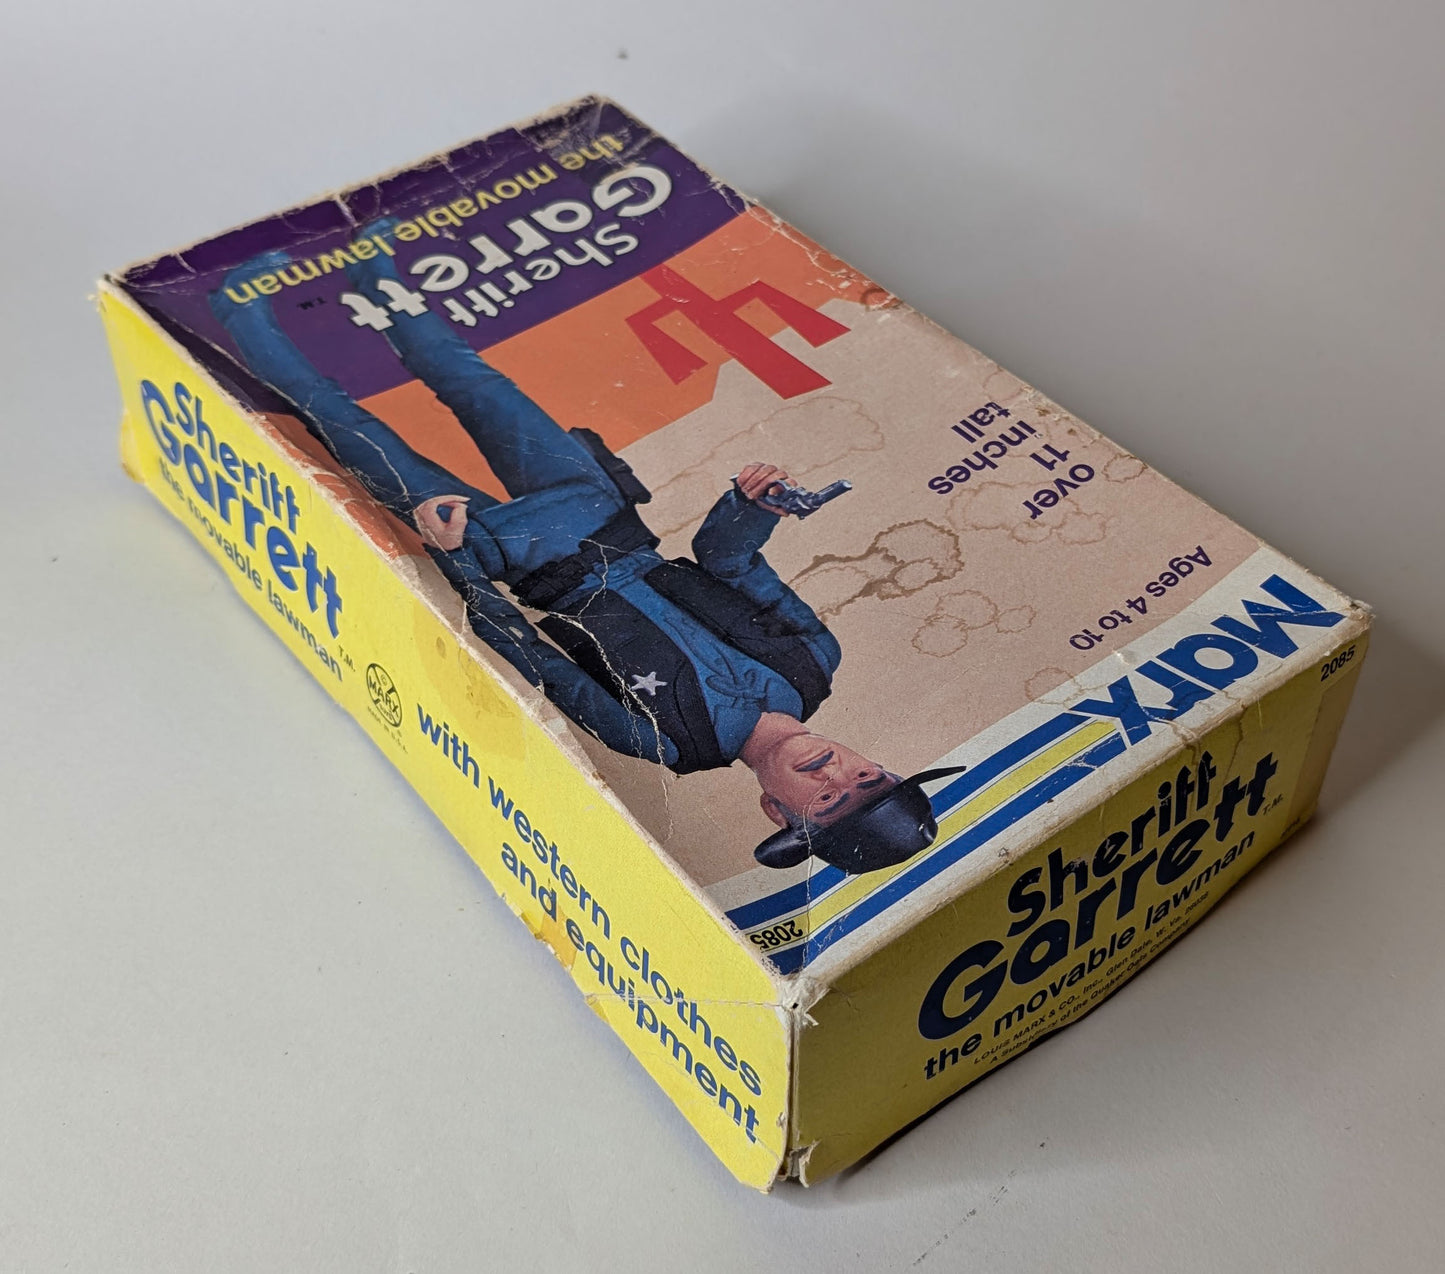 Marx
Ages 4 to 10
over
11
inches
tall
Sheriff
Garrett
T.M.
the movable lawman
2085
Sheriff
Garrett
the movable lawman
T.M.
MARX
with western clothes
and equipment
2085
Sheriff
Garrett
T.M.
the movable lawman
LOUIS MARX & CO., Inc., Glen Dale, W. Va. 26038
A Subsidiary of the Quaker Oats Company